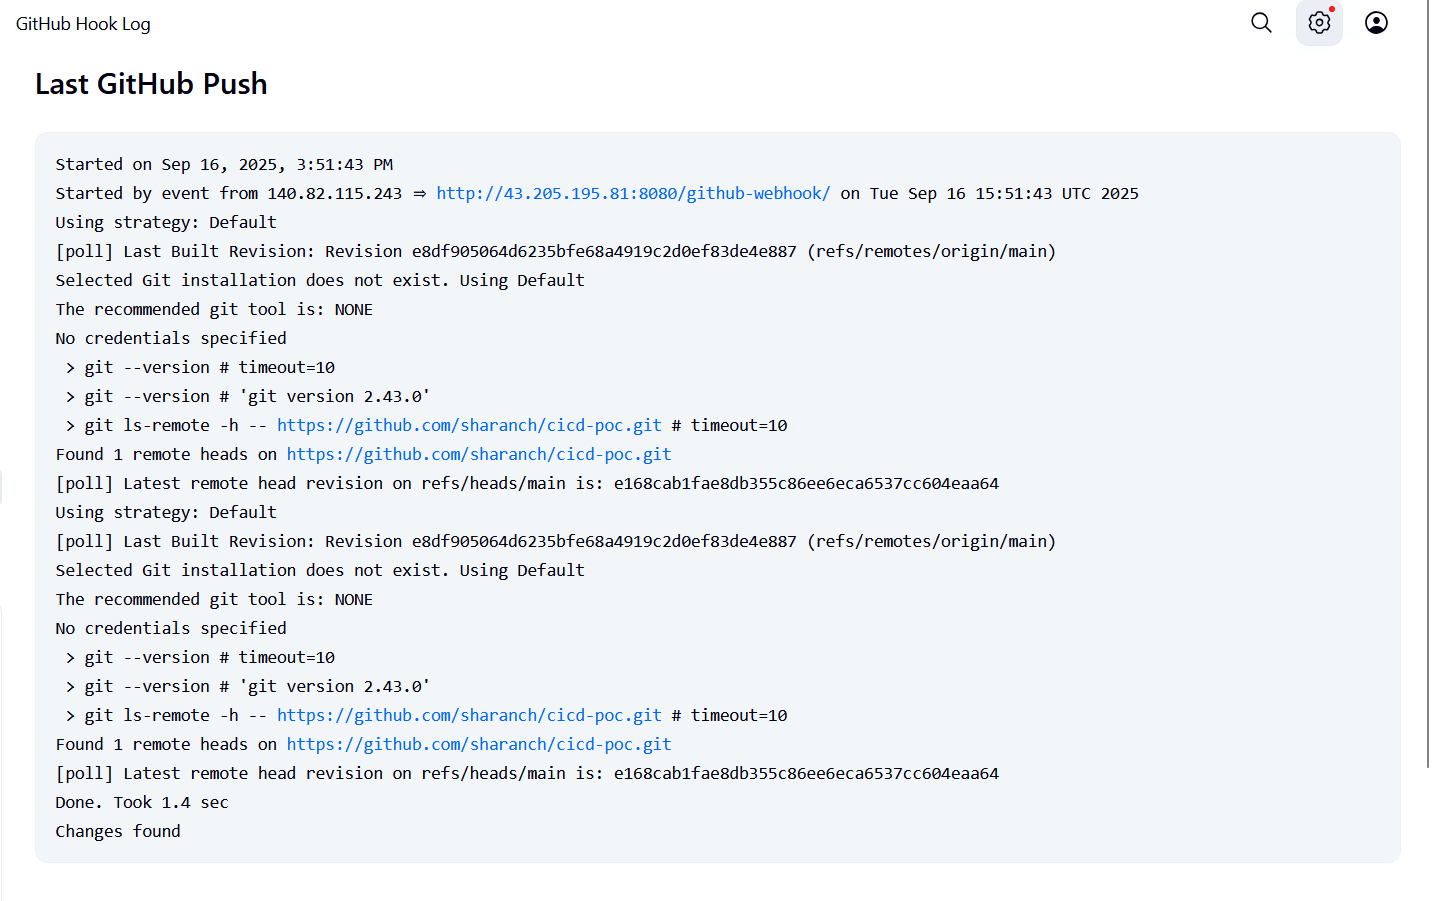 GitHub Hook Log
Last GitHub Push
Started on Sep 16, 2025, 3:51:43 PM
Started by event from 140.82.115.243 ⇒ http://43.205.195.81:8080/github-webhook/ on Tue Sep 16 15:51:43 UTC 2025
Using strategy: Default
[poll] Last Built Revision: Revision e8df905064d6235bfe68a4919c2d0ef83de4e887 (refs/remotes/origin/main)
Selected Git installation does not exist. Using Default
The recommended git tool is: NONE
No credentials specified
 > git --version # timeout=10
 > git --version # 'git version 2.43.0'
 > git ls-remote -h -- https://github.com/sharanch/cicd-poc.git # timeout=10
Found 1 remote heads on https://github.com/sharanch/cicd-poc.git
[poll] Latest remote head revision on refs/heads/main is: e168cab1fae8db355c86ee6eca6537cc604eaa64
Using strategy: Default
[poll] Last Built Revision: Revision e8df905064d6235bfe68a4919c2d0ef83de4e887 (refs/remotes/origin/main)
Selected Git installation does not exist. Using Default
The recommended git tool is: NONE
No credentials specified
 > git --version # timeout=10
 > git --version # 'git version 2.43.0'
 > git ls-remote -h -- https://github.com/sharanch/cicd-poc.git # timeout=10
Found 1 remote heads on https://github.com/sharanch/cicd-poc.git
[poll] Latest remote head revision on refs/heads/main is: e168cab1fae8db355c86ee6eca6537cc604eaa64
Done. Took 1.4 sec
Changes found